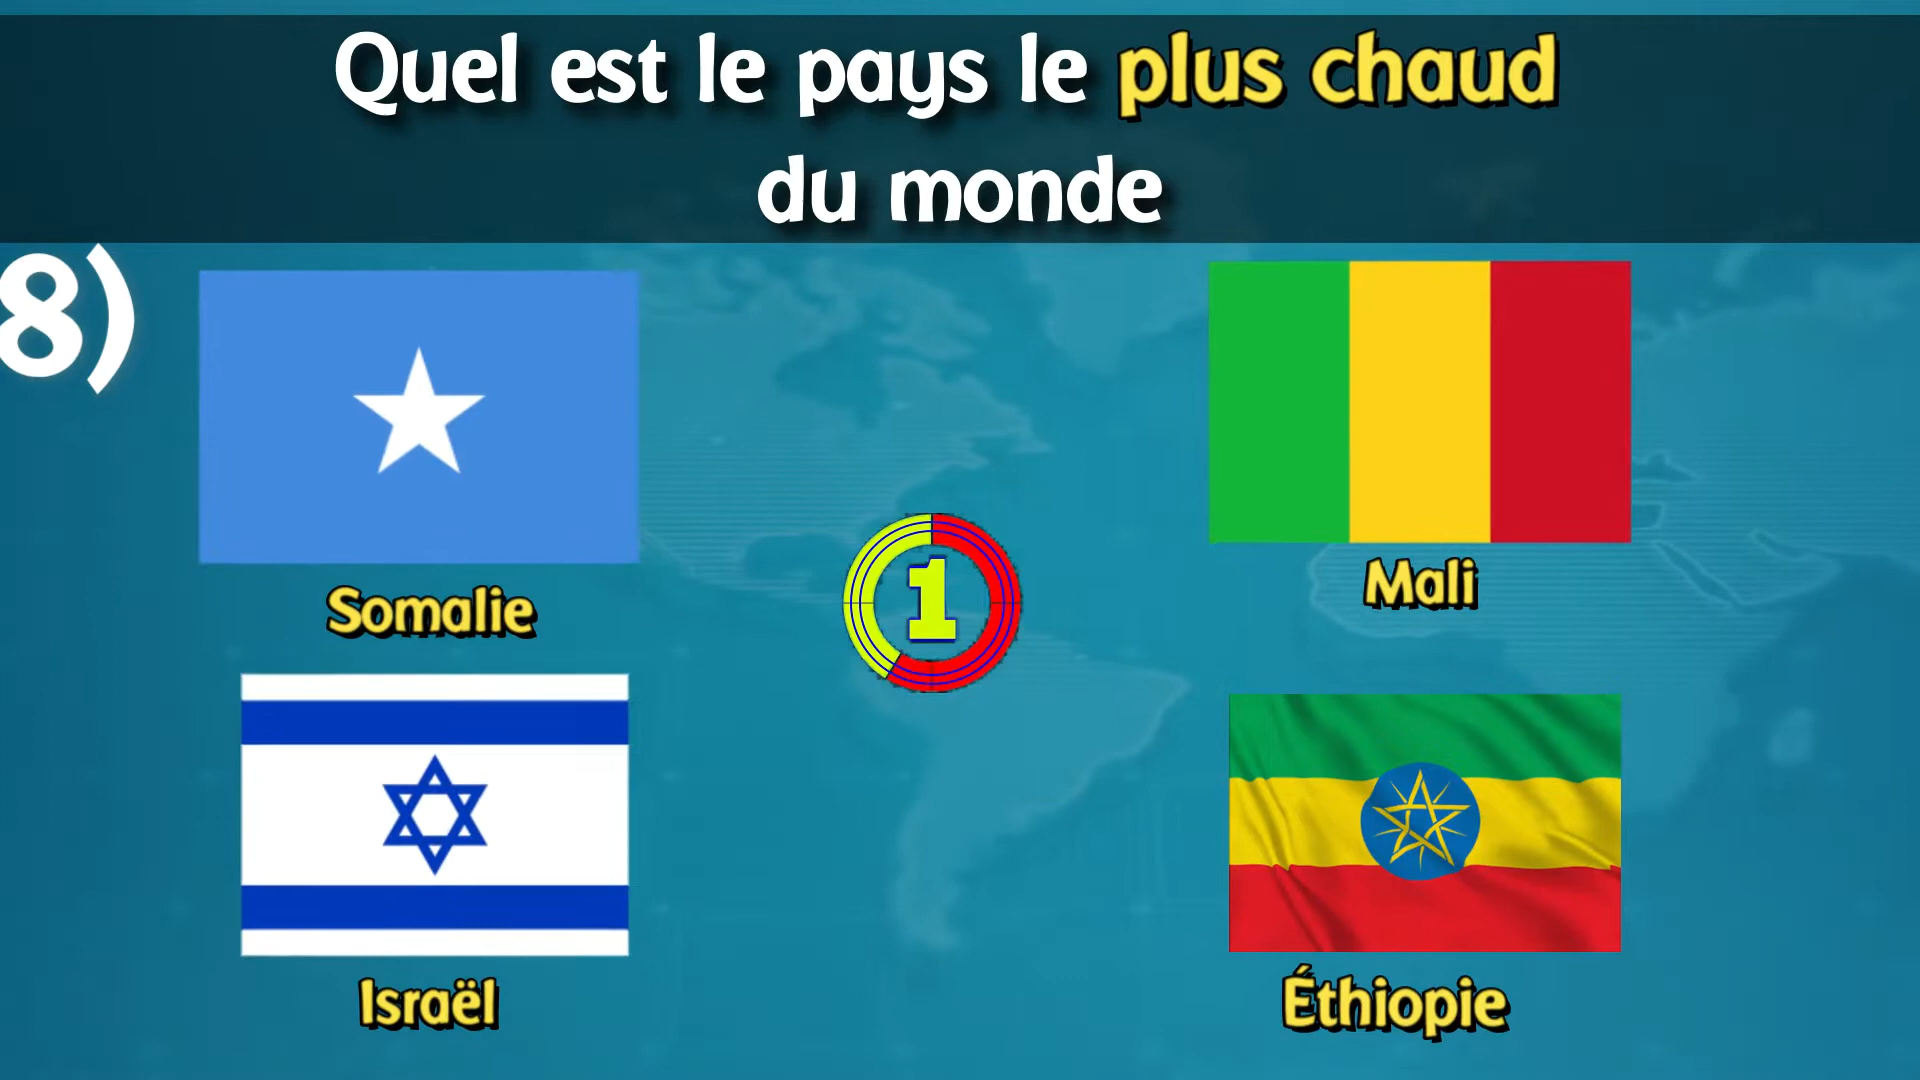 Quel est le pays le plus chaud
du monde
8)
Somalie
Mali
1
Israël
Éthiopie